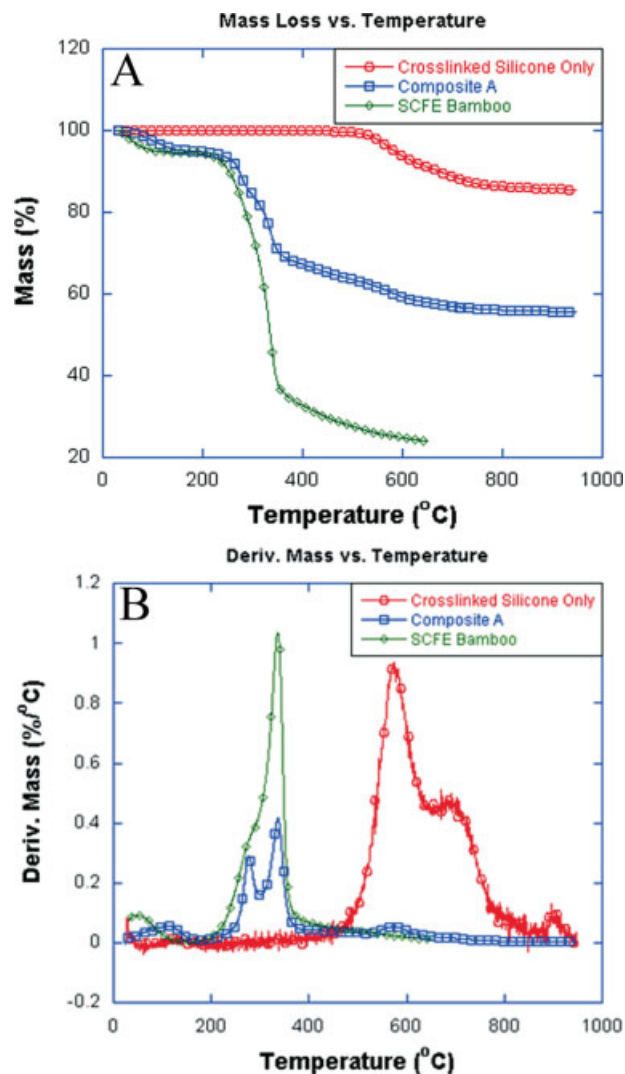 Mass Loss vs. Temperature
A
Crosslinked Silicone Only
Composite A
SCFE Bamboo
120
100
80
60
40
20
Mass (%)
0 200 400 600 800 1000
Temperature (°C)
Deriv. Mass vs. Temperature
B
Crosslinked Silicone Only
Composite A
SCFE Bamboo
1.2
1
0.8
0.6
0.4
0.2
0
-0.2
Deriv. Mass (%/°C)
0 200 400 600 800 1000
Temperature (°C)